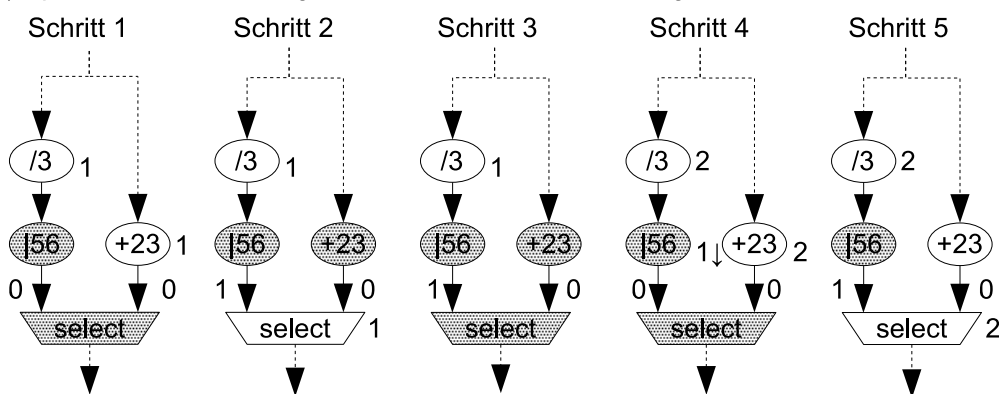 Schritt 1 Schritt 2 Schritt 3 Schritt 4 Schritt 5
/3 1 /3 1 /3 1 /3 2 /3 2
|56 +23 1 |56 +23 |56 +23 |56 1↓ +23 2 |56 +23
0 0 1 0 1 0 0 0 1 0
select select 1 select select select 2